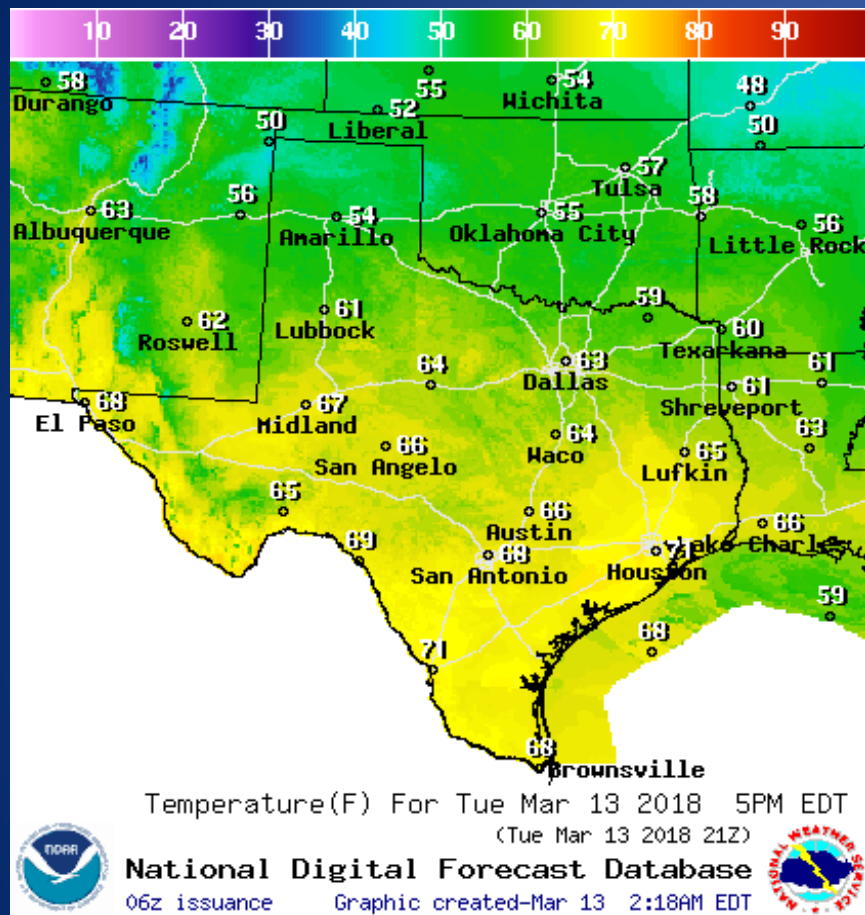 10 20 30 40 50 60 70 80 90
58 55 54 48
Durango Wichita
52
Liberal
50 50
57
Tulsa
63 56 54 55 58 56
Albuquerque Amarillo Oklahoma City Little Rock
62 61 59 60
Roswell Lubbock Texarkana
64 63 61 61
Dallas Shreveport
68 67
El Paso Midland
66 64 65 63
San Angelo Waco Lufkin
65 66 66
Austin
69 68 71 Lake Charles
San Antonio Houston
59
71 68
68
Brownsville
Temperature(F) For Tue Mar 13 2018 5PM EDT
(Tue Mar 13 2018 21Z)
National Digital Forecast Database
06z issuance Graphic created-Mar 13 2:18AM EDT
NOAA
NATIONAL WEATHER SERVICE